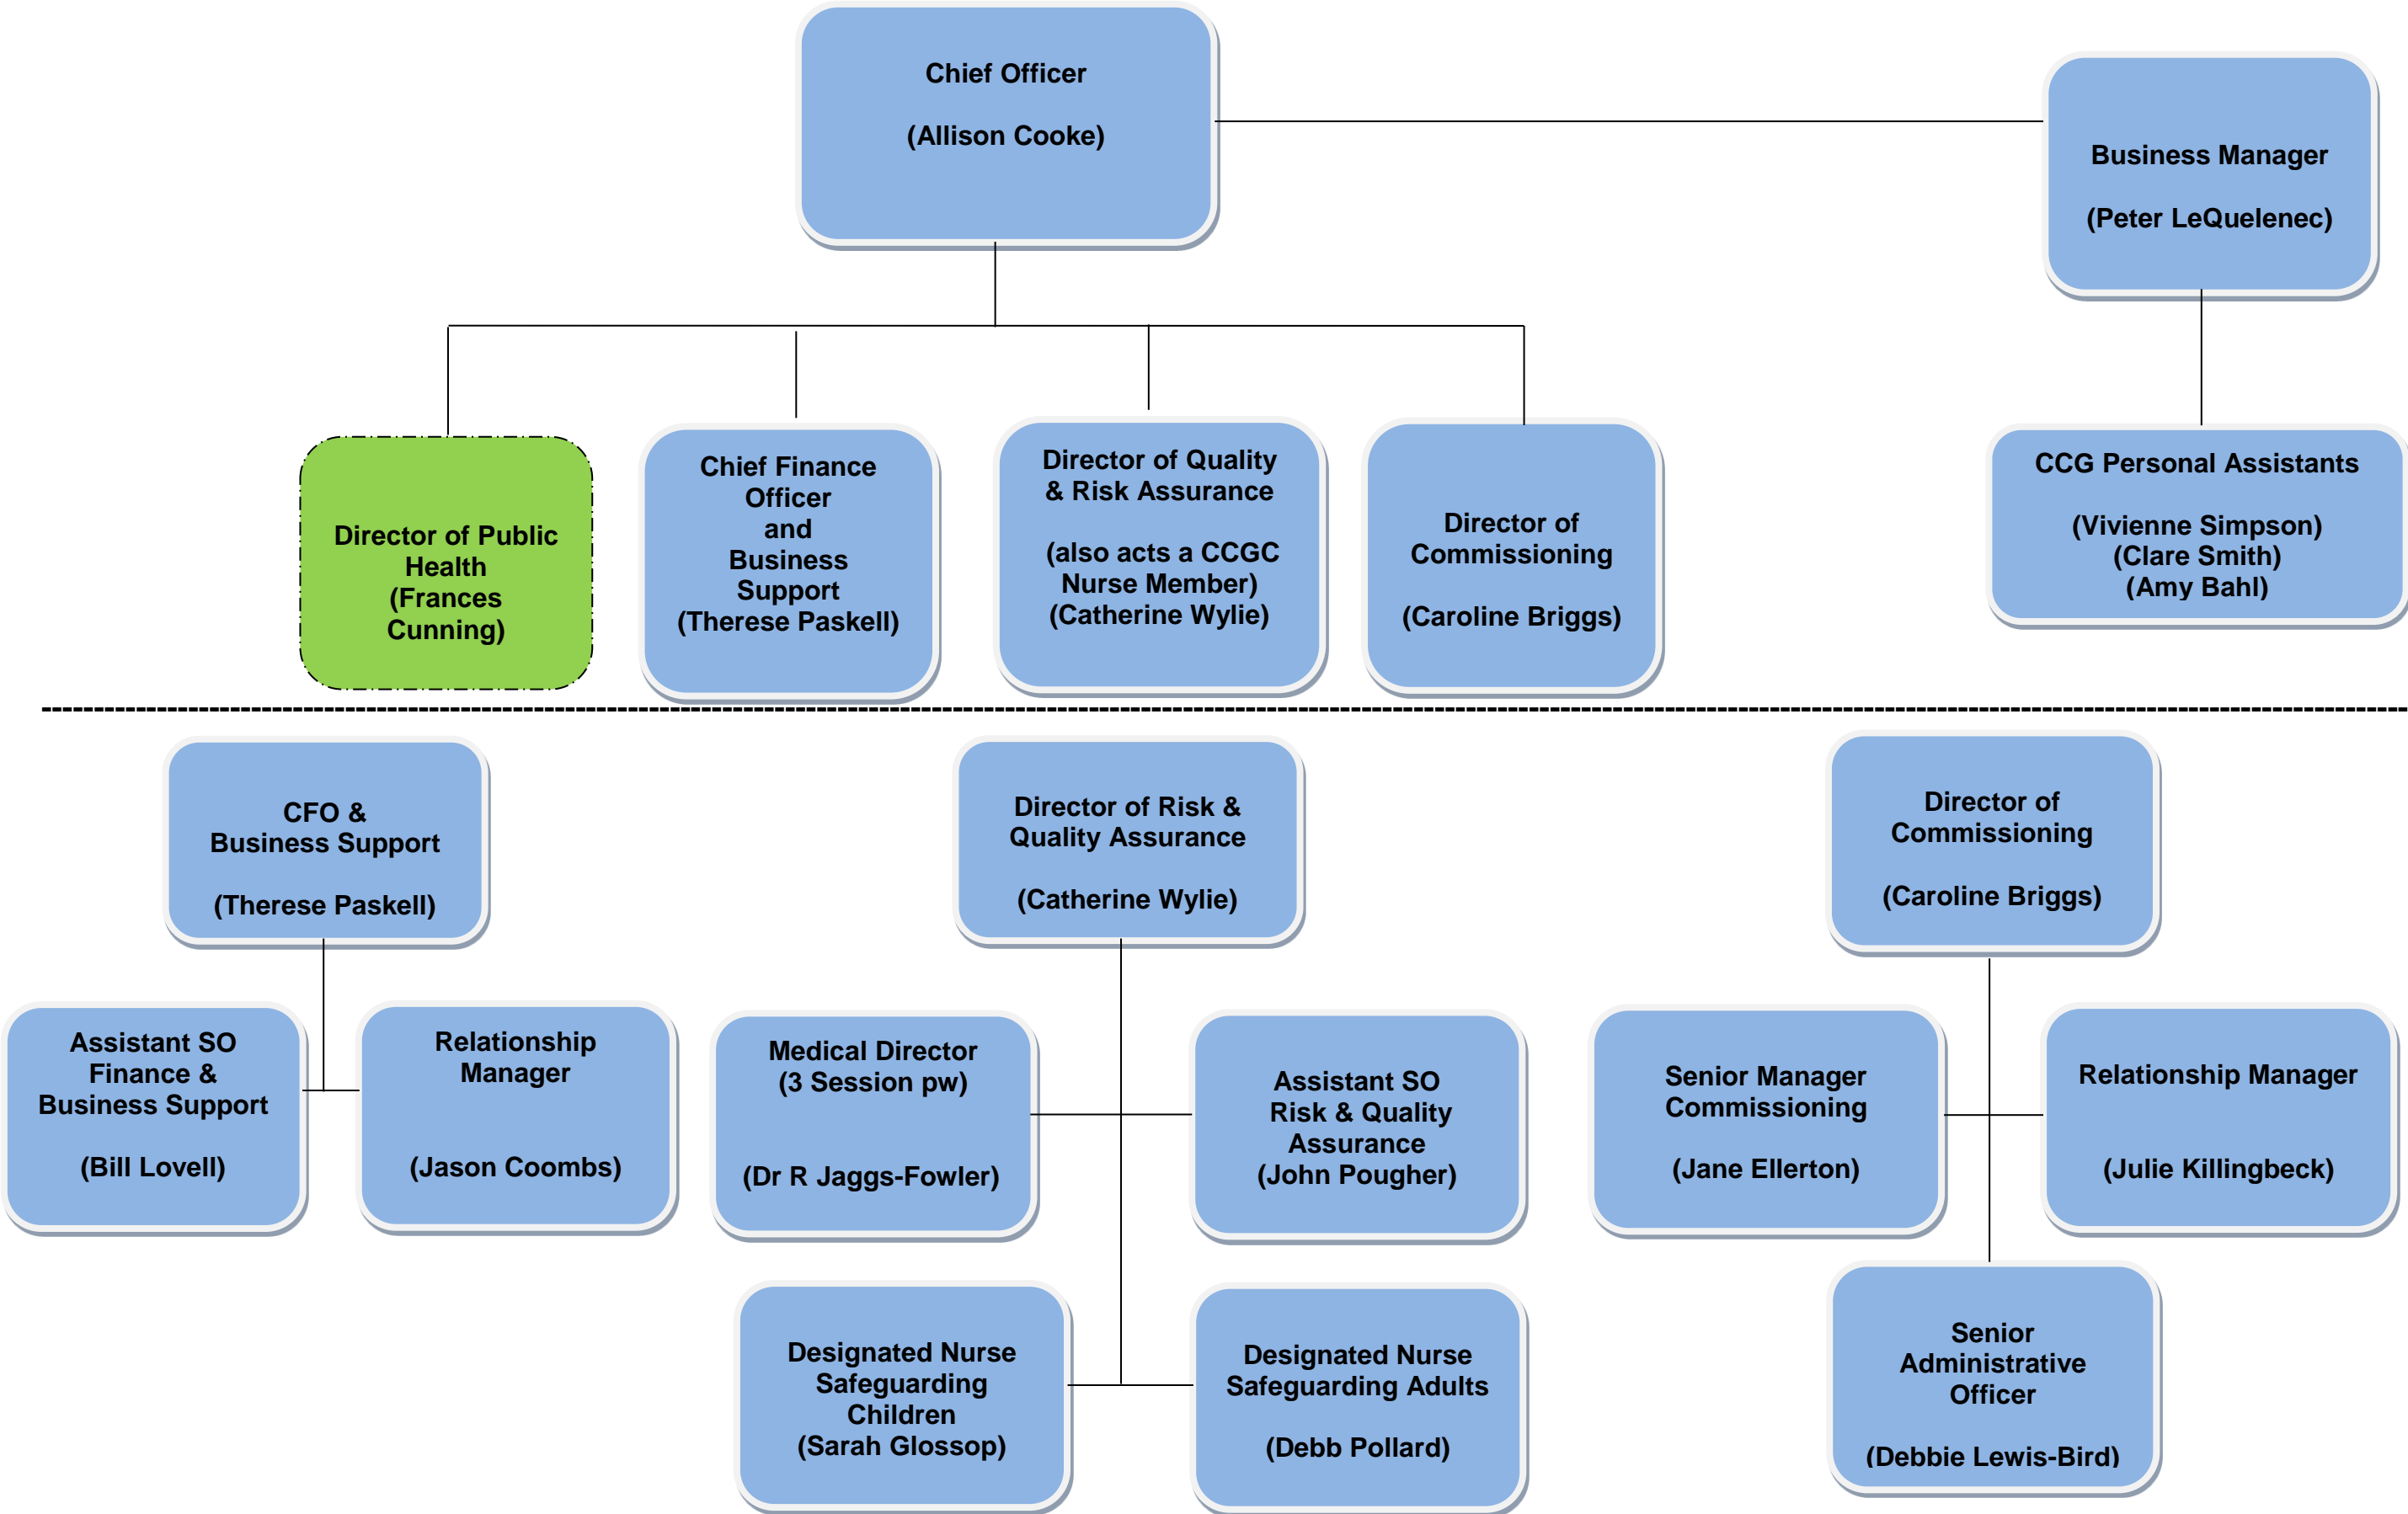 Chief Officer
(Allison Cooke)
Business Manager
(Peter LeQuelenec)
Director of Public
Health
(Frances
Cunning)
Chief Finance
Officer
and
Business
Support
(Therese Paskell)
Director of Quality
& Risk Assurance
(also acts a CCGC
Nurse Member)
(Catherine Wylie)
Director of
Commissioning
(Caroline Briggs)
CCG Personal Assistants
(Vivienne Simpson)
(Clare Smith)
(Amy Bahl)
CFO &
Business Support
(Therese Paskell)
Director of Risk &
Quality Assurance
(Catherine Wylie)
Director of
Commissioning
(Caroline Briggs)
Assistant SO
Finance &
Business Support
(Bill Lovell)
Relationship
Manager
(Jason Coombs)
Medical Director
(3 Session pw)
(Dr R Jaggs-Fowler)
Assistant SO
Risk & Quality
Assurance
(John Pougher)
Senior Manager
Commissioning
(Jane Ellerton)
Relationship Manager
(Julie Killingbeck)
Designated Nurse
Safeguarding
Children
(Sarah Glossop)
Designated Nurse
Safeguarding Adults
(Debb Pollard)
Senior
Administrative
Officer
(Debbie Lewis-Bird)